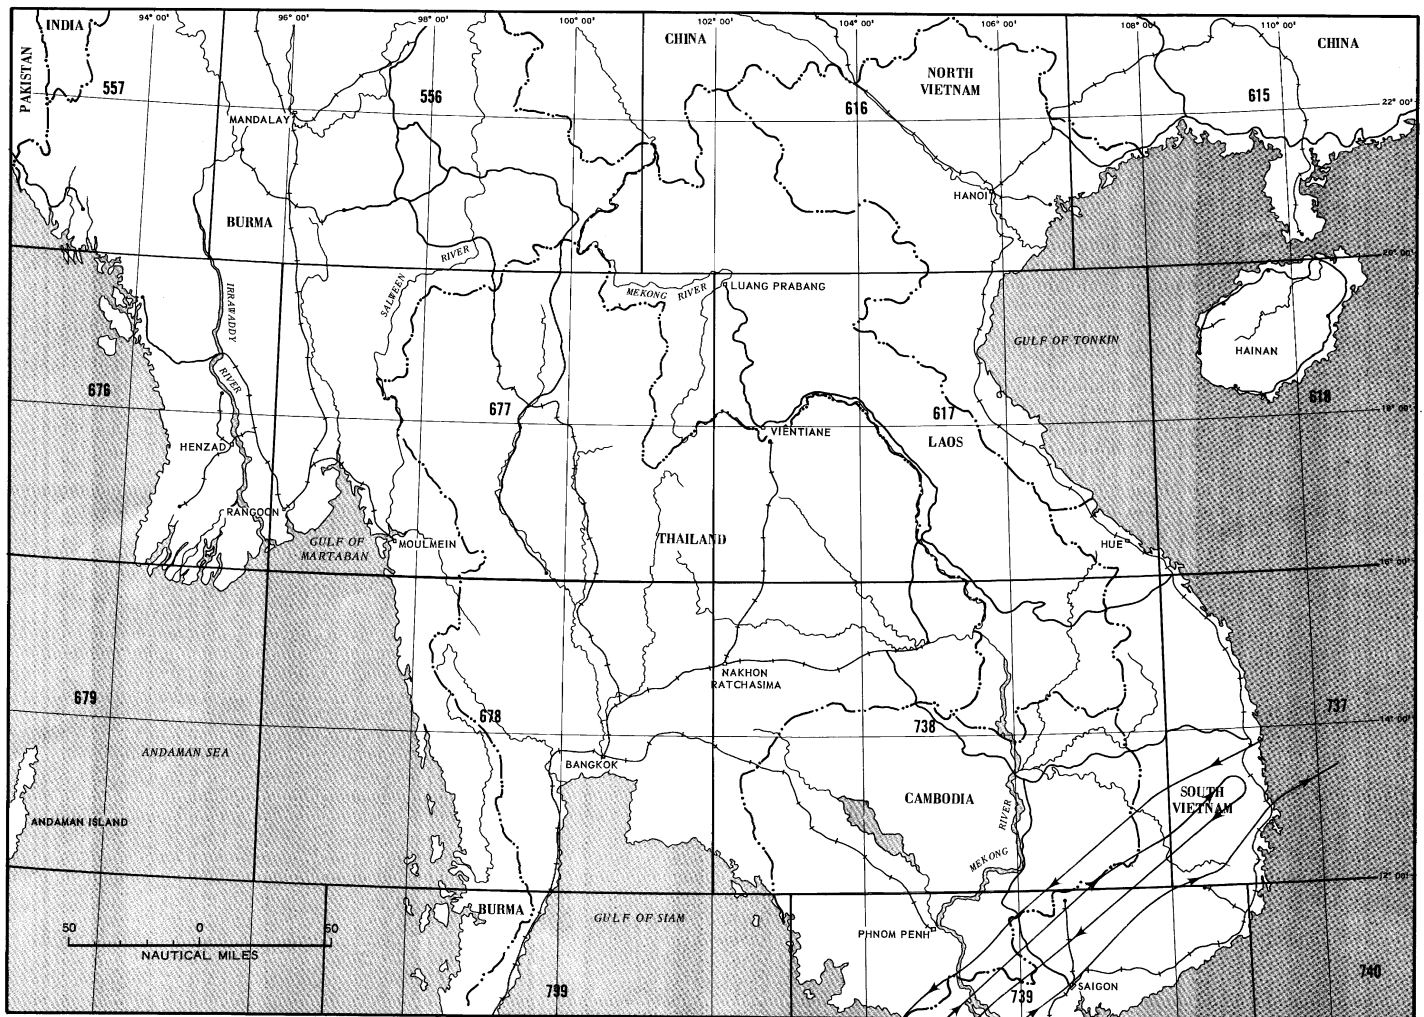 94° 00'
96° 00'
98° 00'
100° 00'
102° 00'
104° 00'
106° 00'
108° 00'
110° 00'
INDIA
PAKISTAN
CHINA
CHINA
NORTH
VIETNAM
557
556
616
615
22° 00'
MANDALAY
HANOI
BURMA
RIVER
SALWEEN
20° 00'
IRRAWADDY
RIVER
MEKONG RIVER
LUANG PRABANG
GULF OF TONKIN
HAINAN
676
677
617
618
18° 00'
LAOS
VIENTIANE
HENZAD
RANGOON
GULF OF
MARTABAN
MOULMEIN
THAILAND
HUE
16° 00'
NAKHON
RATCHASIMA
679
678
738
737
14° 00'
ANDAMAN SEA
BANGKOK
CAMBODIA
SOUTH
VIETNAM
ANDAMAN ISLAND
RIVER
MEKONG
12° 00'
BURMA
GULF OF SIAM
PHNOM PENH
50
0
50
NAUTICAL MILES
799
739
SAIGON
740